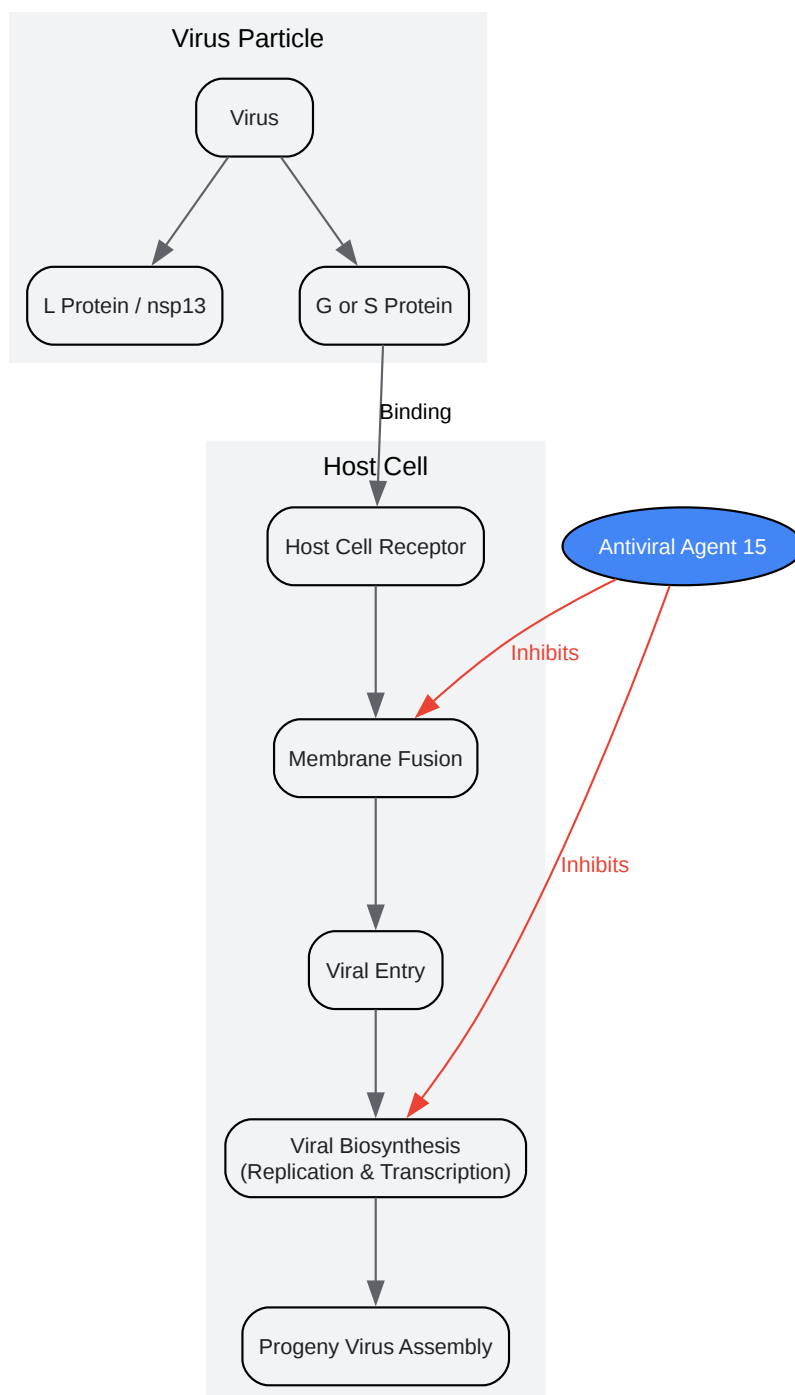 Virus Particle
Virus
L Protein / nsp13
G or S Protein
Binding
Host Cell
Host Cell Receptor
Antiviral Agent 15
Inhibits
Membrane Fusion
Inhibits
Viral Entry
Viral Biosynthesis
(Replication & Transcription)
Progeny Virus Assembly